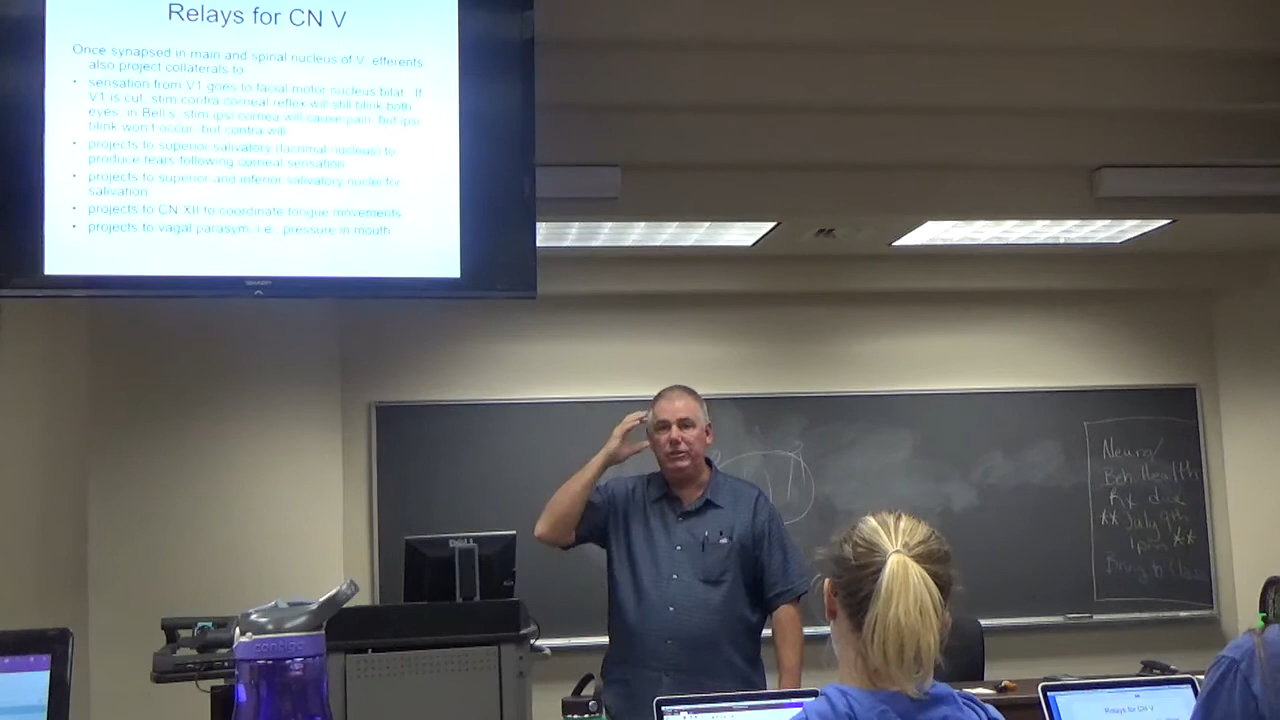 Relays for CN V
Once synapsed in main and spinal nucleus of V, efferents
also project collaterals to
• sensation from V1 goes to facial motor nucleus bilat. If
V1 is cut, stim contra corneal reflex will still blink both
eyes; in Bell's, stim ipsi cornea will cause pain, but ipsi
blink won't occur, but contra will.
• projects to superior salivatory (lacrimal nucleus) to
produce tears following corneal sensation.
• projects to superior and inferior salivatory nuclei for
salivation.
• projects to CN XII to coordinate tongue movements.
• projects to vagal parasym, i.e., pressure in mouth
SHARP
Neuro/
Beh. Health
Rx due
**July 9th
1pm **
Bring to Class
DELL
contigo
Relays for CN V